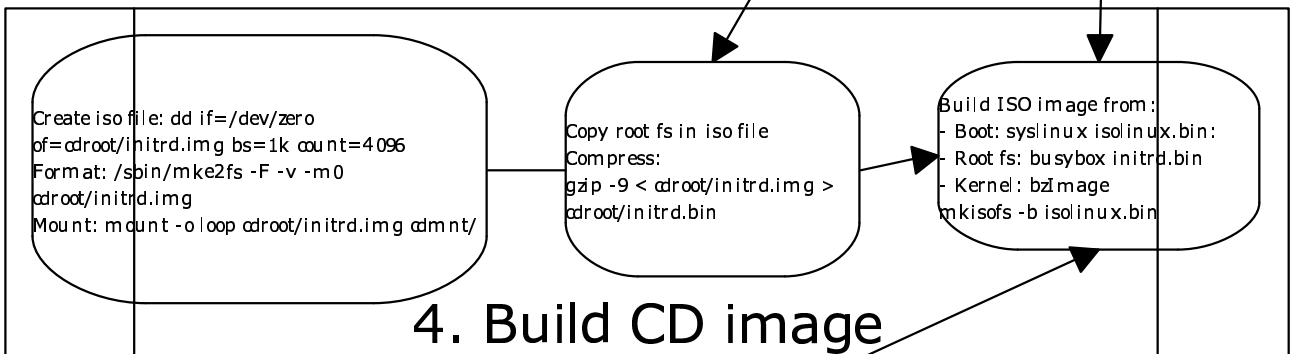 Create iso file: dd if=/dev/zero
of=cdroot/initrd.img bs=1k count=4096
Format: /sbin/mke2fs -F -v -m0
cdroot/initrd.img
Mount: mount -o loop cdroot/initrd.img cdmnt/
Copy root fs in iso file
Compress:
gzip -9 < cdroot/initrd.img >
cdroot/initrd.bin
Build ISO image from:
- Boot: syslinux isolinux.bin:
- Root fs: busybox initrd.bin
- Kernel: bzImage
mkisofs -b isolinux.bin
4. Build CD image